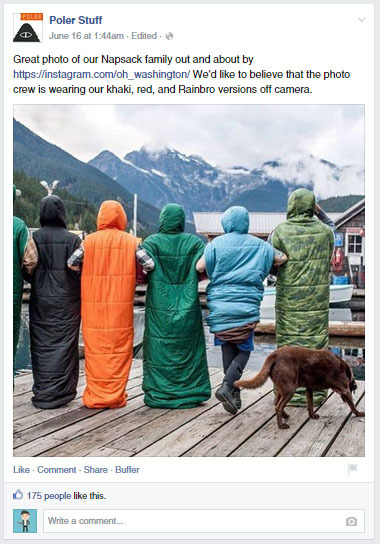 POLER
Poler Stuff
June 16 at 1:44am · Edited ·
Great photo of our Napsack family out and about by
https://instagram.com/oh_washington/ We'd like to believe that the photo
crew is wearing our khaki, red, and Rainbro versions off camera.
Like · Comment · Share · Buffer
175 people like this.
Write a comment...